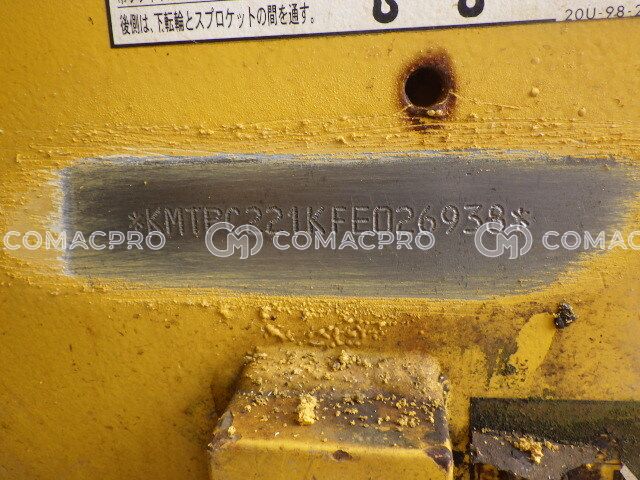 後側は、下転輪とスプロケットの間を通す。
20U-98-2
*KMTPC221KFE026938*
COMACPRO COMACPRO COMAC